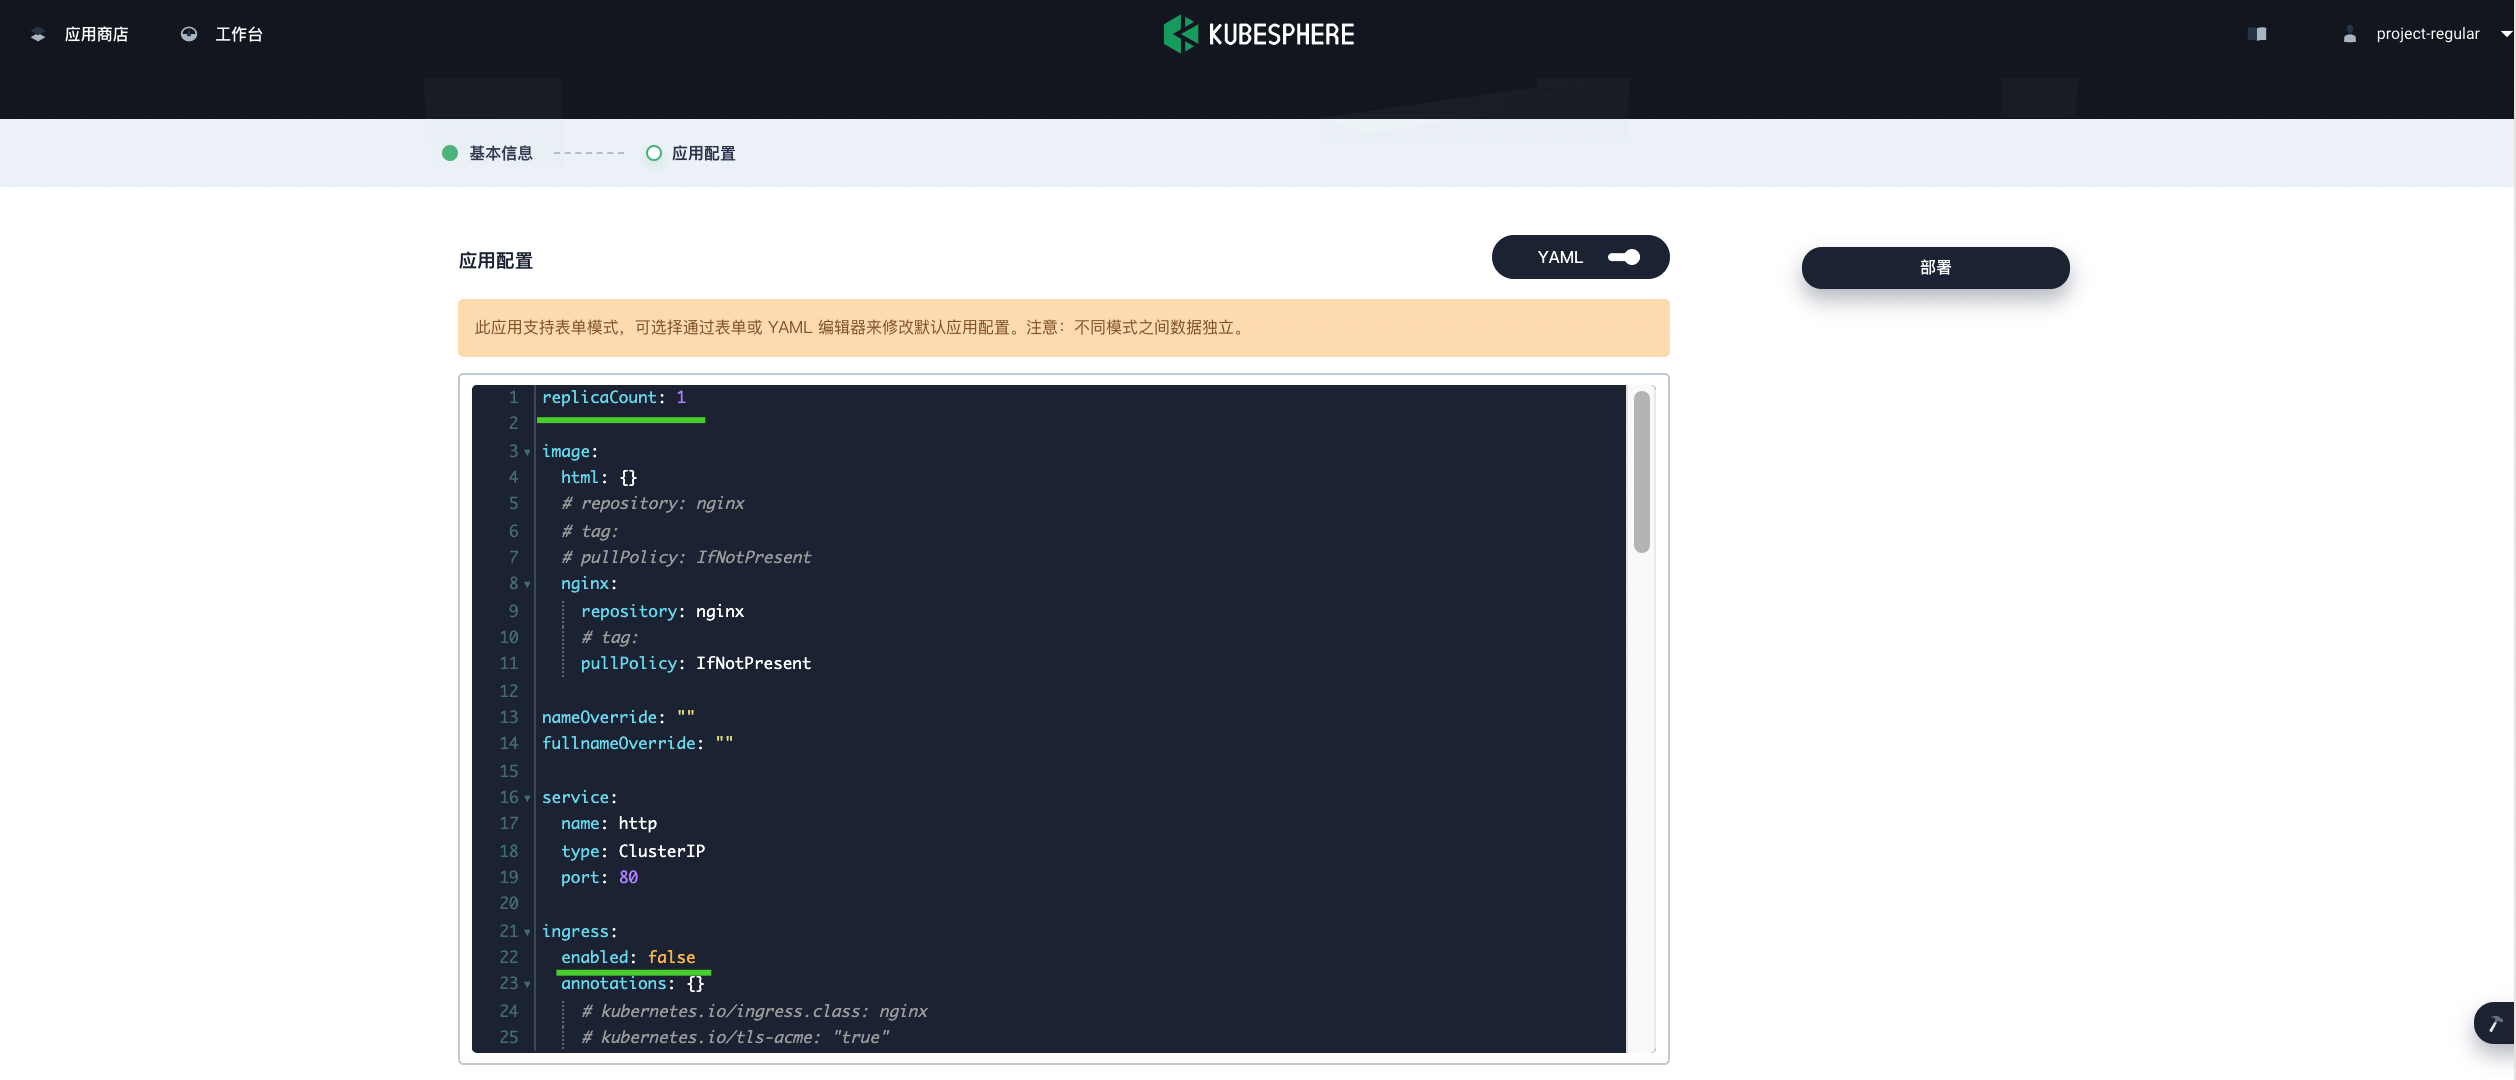 应用商店 工作台 KUBESPHERE project-regular
基本信息 应用配置
应用配置 YAML 部署
此应用支持表单模式，可选择通过表单或 YAML 编辑器来修改默认应用配置。注意：不同模式之间数据独立。
1 replicaCount: 1
2
3 image:
4 html: {}
5 # repository: nginx
6 # tag:
7 # pullPolicy: IfNotPresent
8 nginx:
9 repository: nginx
10 # tag:
11 pullPolicy: IfNotPresent
12
13 nameOverride: ""
14 fullnameOverride: ""
15
16 service:
17 name: http
18 type: ClusterIP
19 port: 80
20
21 ingress:
22 enabled: false
23 annotations: {}
24 # kubernetes.io/ingress.class: nginx
25 # kubernetes.io/tls-acme: "true"